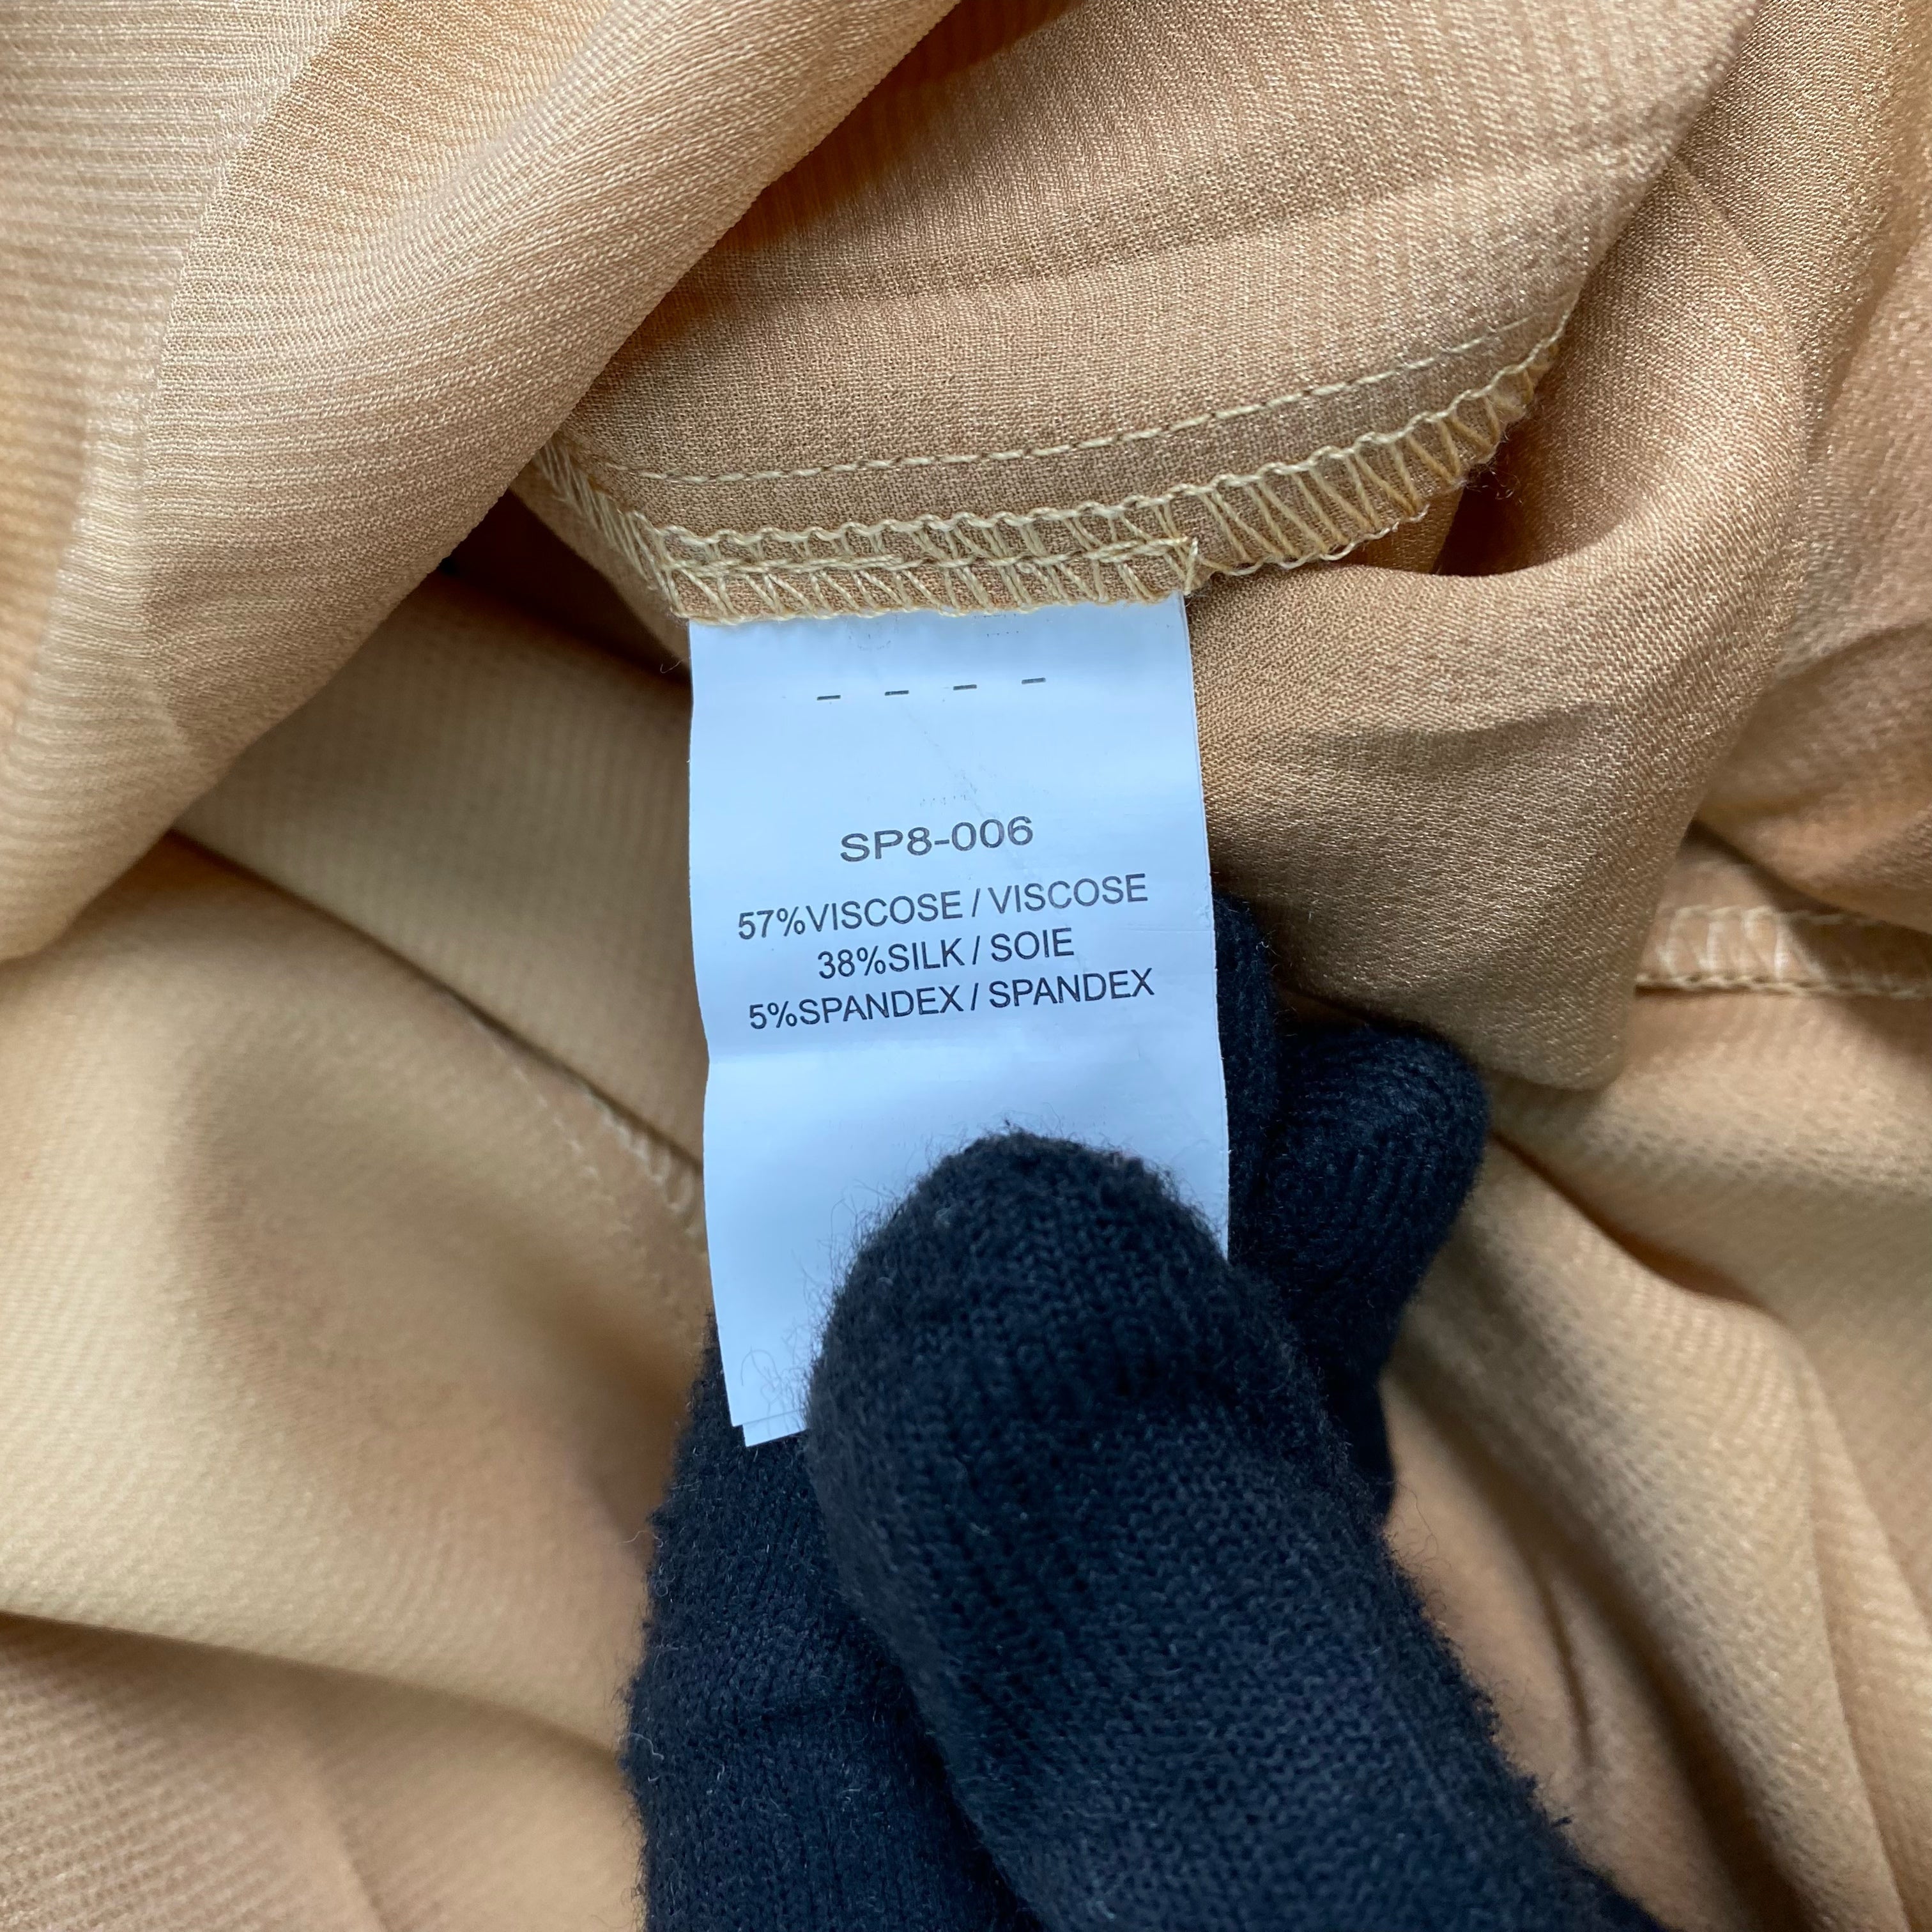 - - - -
SP8-006
57%VISCOSE / VISCOSE
38%SILK / SOIE
5%SPANDEX / SPANDEX